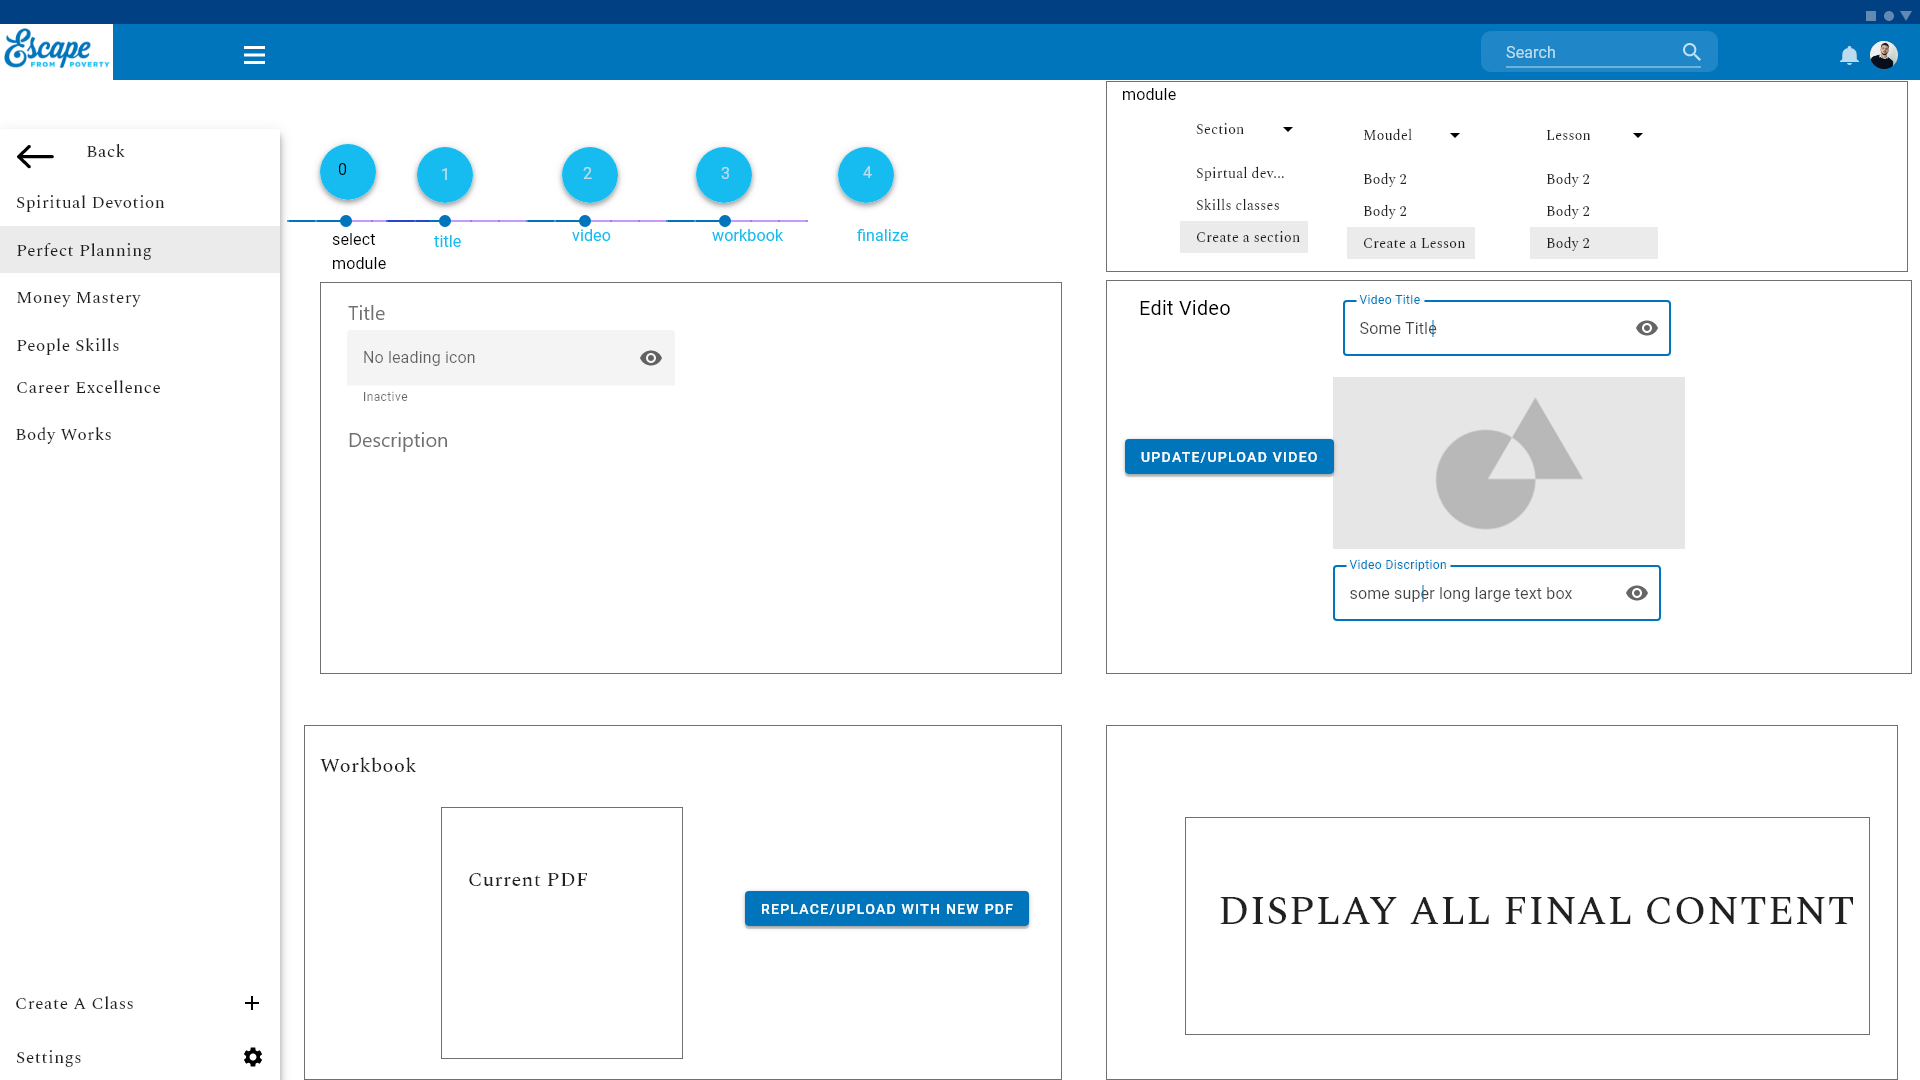 Escape
FROM POVERTY
Search
Back
Spiritual Devotion
Perfect Planning
Money Mastery
People Skills
Career Excellence
Body Works
Create A Class
Settings
0
1
2
3
4
select
module
title
video
workbook
finalize
module
Section
Moudel
Lesson
Spirtual dev...
Body 2
Body 2
Skills classes
Body 2
Body 2
Create a section
Create a Lesson
Body 2
Title
No leading icon
Inactive
Description
Edit Video
Video Title
Some Title
UPDATE/UPLOAD VIDEO
Video Discription
some super long large text box
Workbook
Current PDF
REPLACE/UPLOAD WITH NEW PDF
DISPLAY ALL FINAL CONTENT